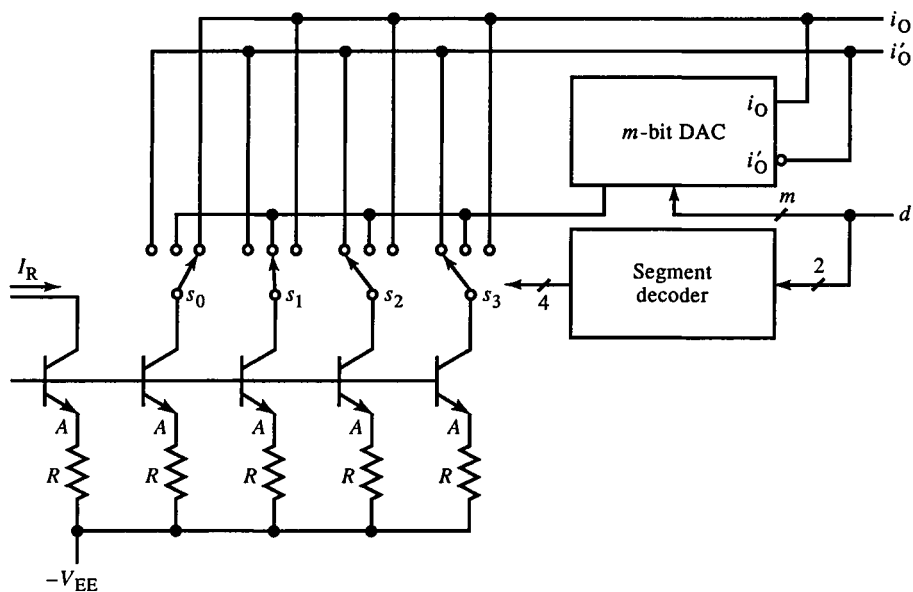 i_O
i'_O
i_O
m-bit DAC
i'_O
m
d
I_R
s_0
s_1
s_2
s_3
4
Segment
decoder
2
A
A
A
A
A
R
R
R
R
R
−V_EE